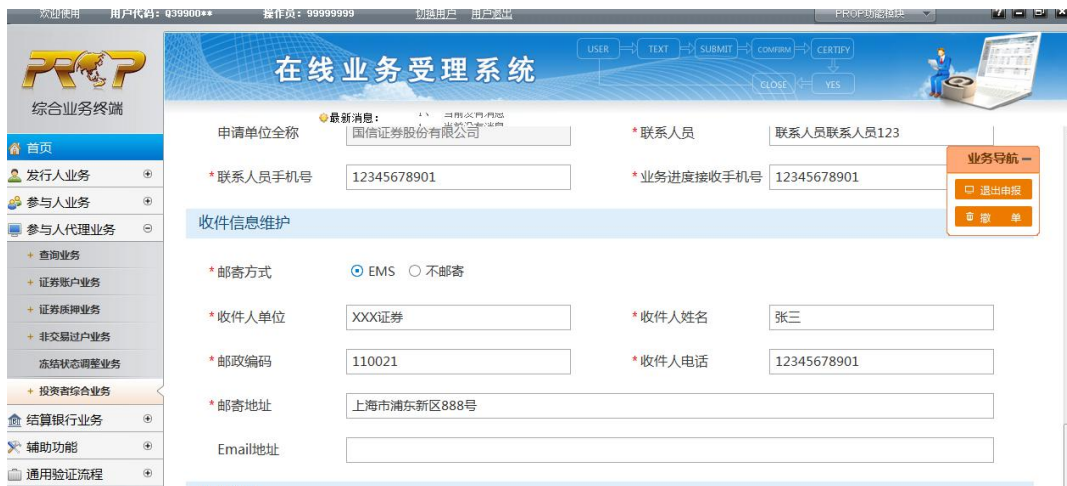 欢迎使用 用户代码: Q39900** 操作员: 99999999 切换用户 用户退出 PROP功能模块
PROP
综合业务终端
在线业务受理系统
USER TEXT SUBMIT COMFIRM CERTIFY
CLOSE YES
最新消息: 1、 当前没有消息
申请单位全称 国信证券股份有限公司 *联系人员 联系人员联系人员123
*联系人员手机号 12345678901 *业务进度接收手机号 12345678901
业务导航
退出申报
撤 单
首页
发行人业务
参与人业务
参与人代理业务
+ 查询业务
+ 证券账户业务
+ 证券质押业务
+ 非交易过户业务
冻结状态调整业务
+ 投资者综合业务
结算银行业务
辅助功能
通用验证流程
收件信息维护
*邮寄方式 EMS 不邮寄
*收件人单位 XXX证券 *收件人姓名 张三
*邮政编码 110021 *收件人电话 12345678901
*邮寄地址 上海市浦东新区888号
Email地址